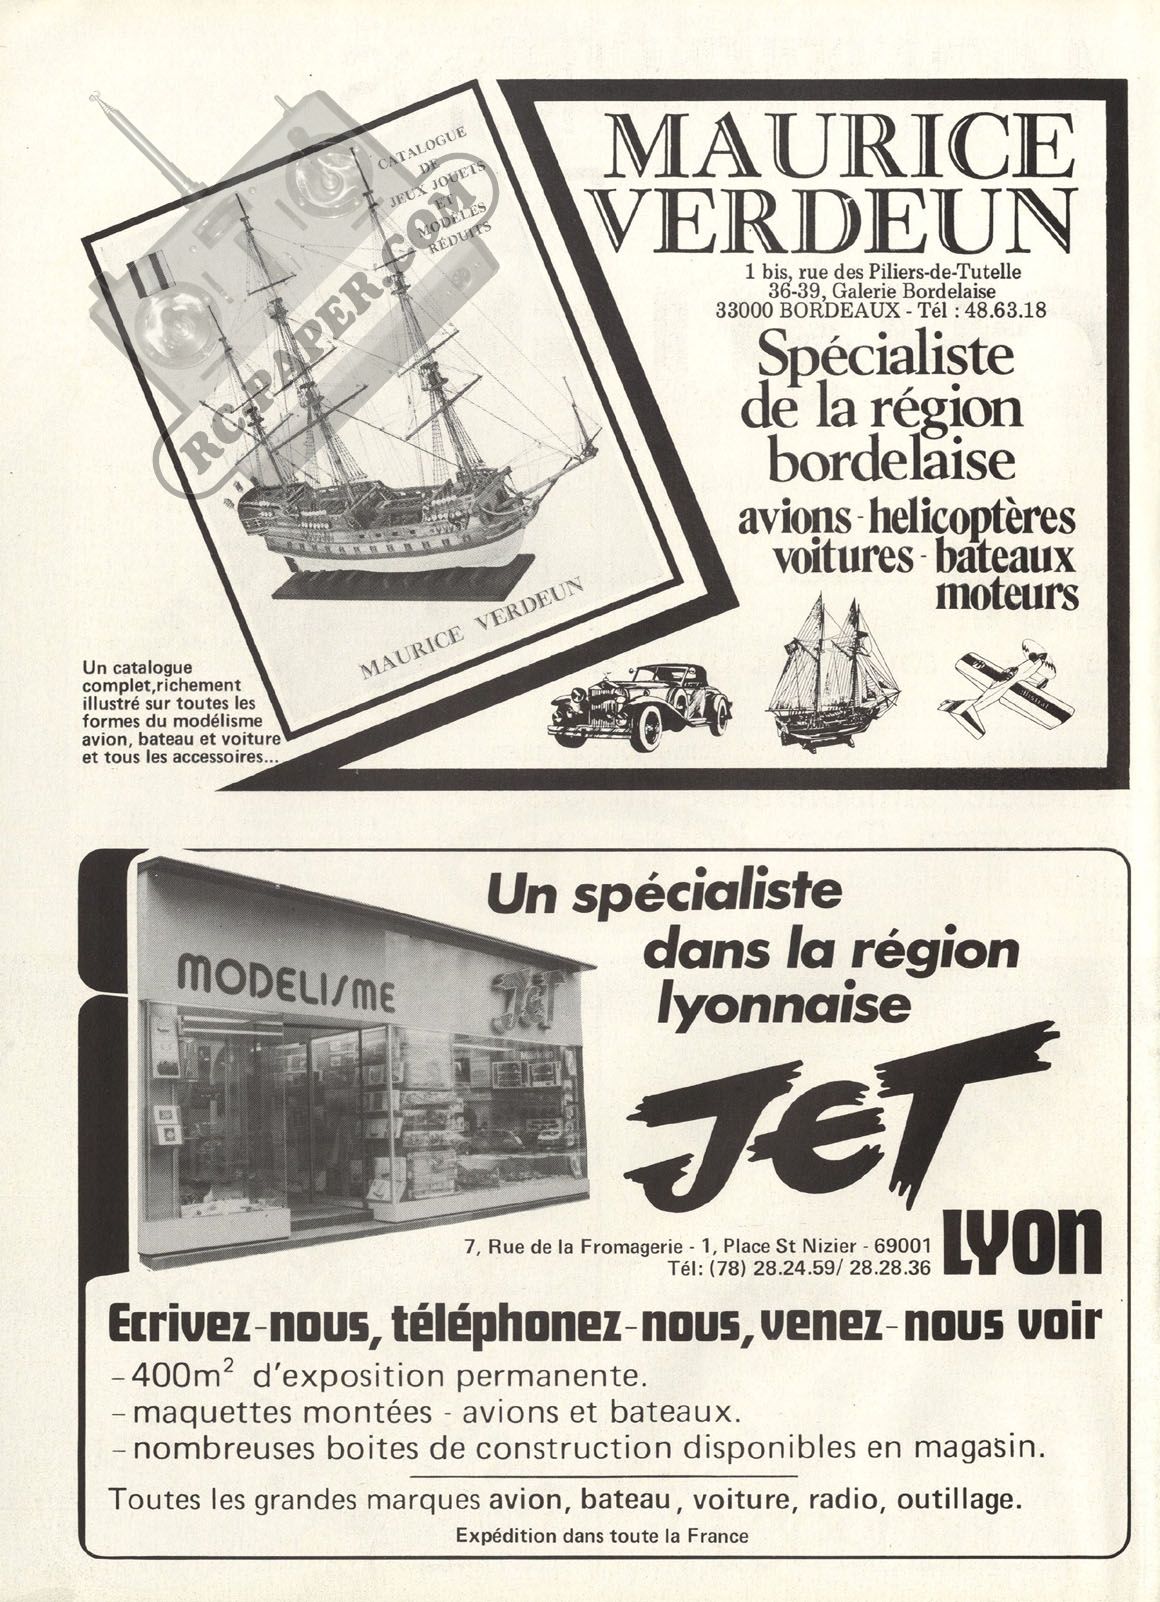 CATALOGUE
DE
JEUX JOUETS
ET
MODÈLES
RÉDUITS
RC-PAPER.COM
MAURICE VERDEUN
Un catalogue
complet,richement
illustré sur toutes les
formes du modélisme
avion, bateau et voiture
et tous les accessoires...
MAURICE
VERDEUN
1 bis, rue des Piliers-de-Tutelle
36-39, Galerie Bordelaise
33000 BORDEAUX - Tél : 48.63.18
Spécialiste
de la région
bordelaise
avions - helicoptères
voitures - bateaux
moteurs
Un spécialiste
dans la région
lyonnaise
MODELISME
JET
JET
LYON
7, Rue de la Fromagerie - 1, Place St Nizier - 69001
Tél: (78) 28.24.59/ 28.28.36
Ecrivez-nous, téléphonez-nous, venez-nous voir
- 400m² d'exposition permanente.
- maquettes montées - avions et bateaux.
- nombreuses boites de construction disponibles en magasin.
Toutes les grandes marques avion, bateau, voiture, radio, outillage.
Expédition dans toute la France